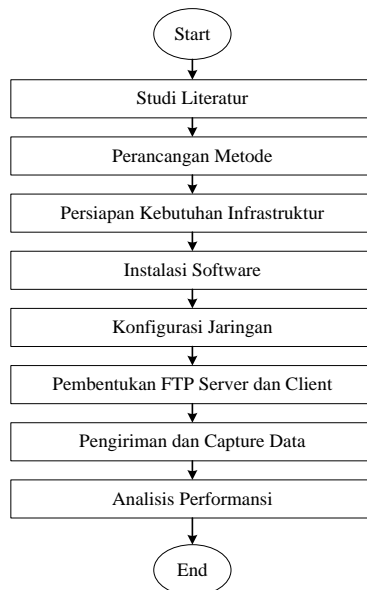 Start
Studi Literatur
Perancangan Metode
Persiapan Kebutuhan Infrastruktur
Instalasi Software
Konfigurasi Jaringan
Pembentukan FTP Server dan Client
Pengiriman dan Capture Data
Analisis Performansi
End